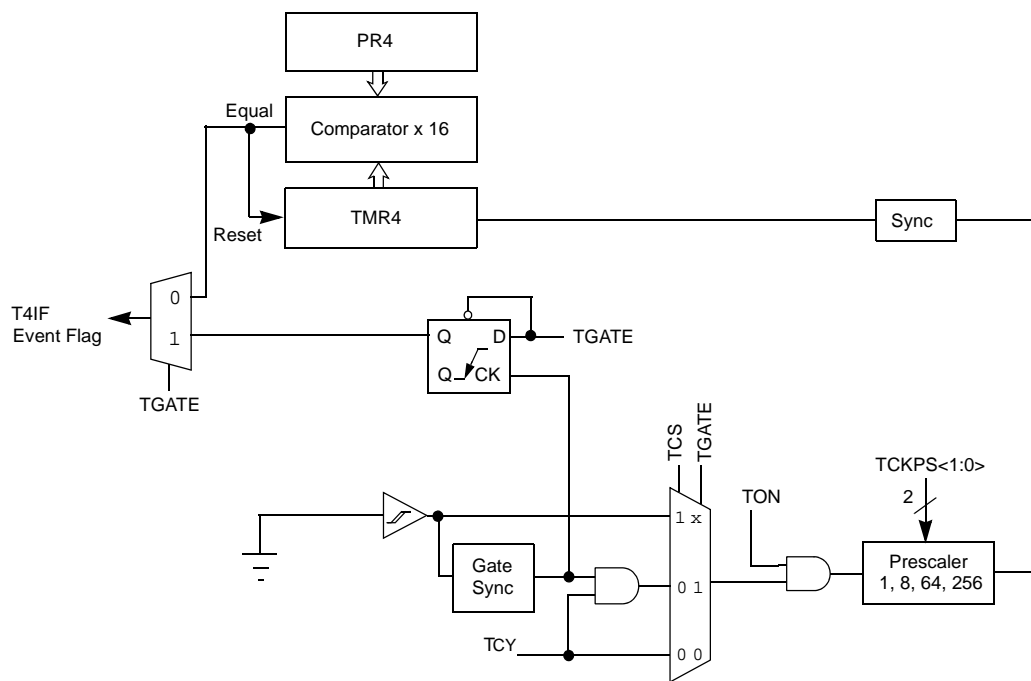 PR4
Equal
Comparator x 16
TMR4
Reset
Sync
0
T4IF
Event Flag
1
Q
D
TGATE
Q
CK
TGATE
TCS
TGATE
TCKPS<1:0>
TON
2
1 x
Prescaler
1, 8, 64, 256
Gate
Sync
0 1
TCY
0 0